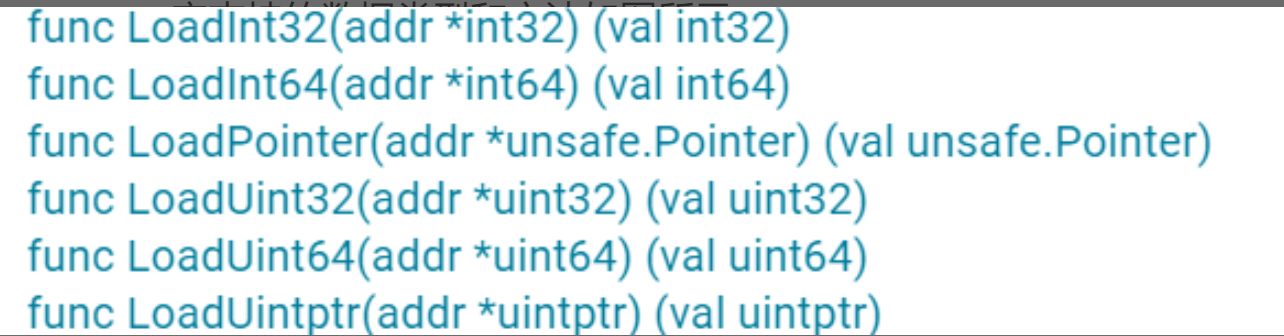 func LoadInt32(addr *int32) (val int32)
func LoadInt64(addr *int64) (val int64)
func LoadPointer(addr *unsafe.Pointer) (val unsafe.Pointer)
func LoadUint32(addr *uint32) (val uint32)
func LoadUint64(addr *uint64) (val uint64)
func LoadUintptr(addr *uintptr) (val uintptr)